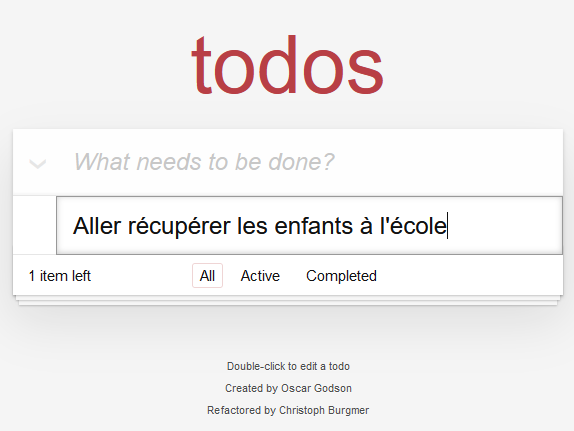 todos
What needs to be done?
Aller récupérer les enfants à l'école
1 item left All Active Completed
Double-click to edit a todo
Created by Oscar Godson
Refactored by Christoph Burgmer